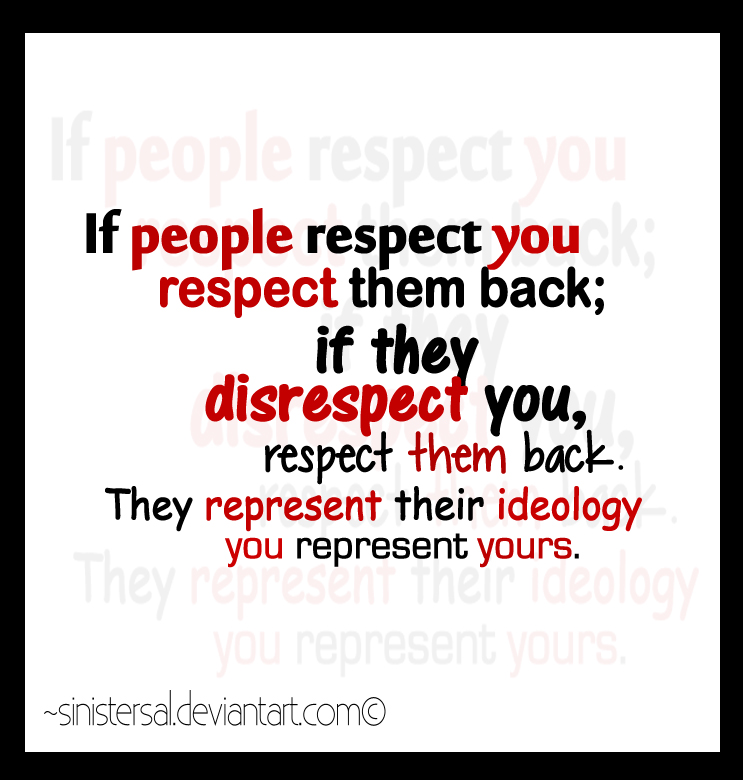 If people respect you
respect them back;
if they
disrespect you,
respect them back.
They represent their ideology
you represent yours.
~sinistersal.deviantart.com©